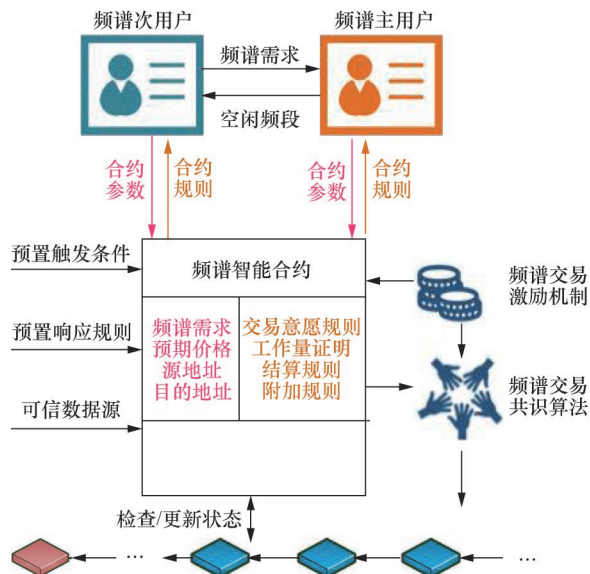 频谱次用户
频谱主用户
频谱需求
空闲频段
合约
参数
合约
规则
合约
参数
合约
规则
预置触发条件
频谱智能合约
频谱交易
激励机制
预置响应规则
频谱需求
预期价格
源地址
目的地址
交易意愿规则
工作量证明
结算规则
附加规则
频谱交易
共识算法
可信数据源
检查/更新状态
...
...